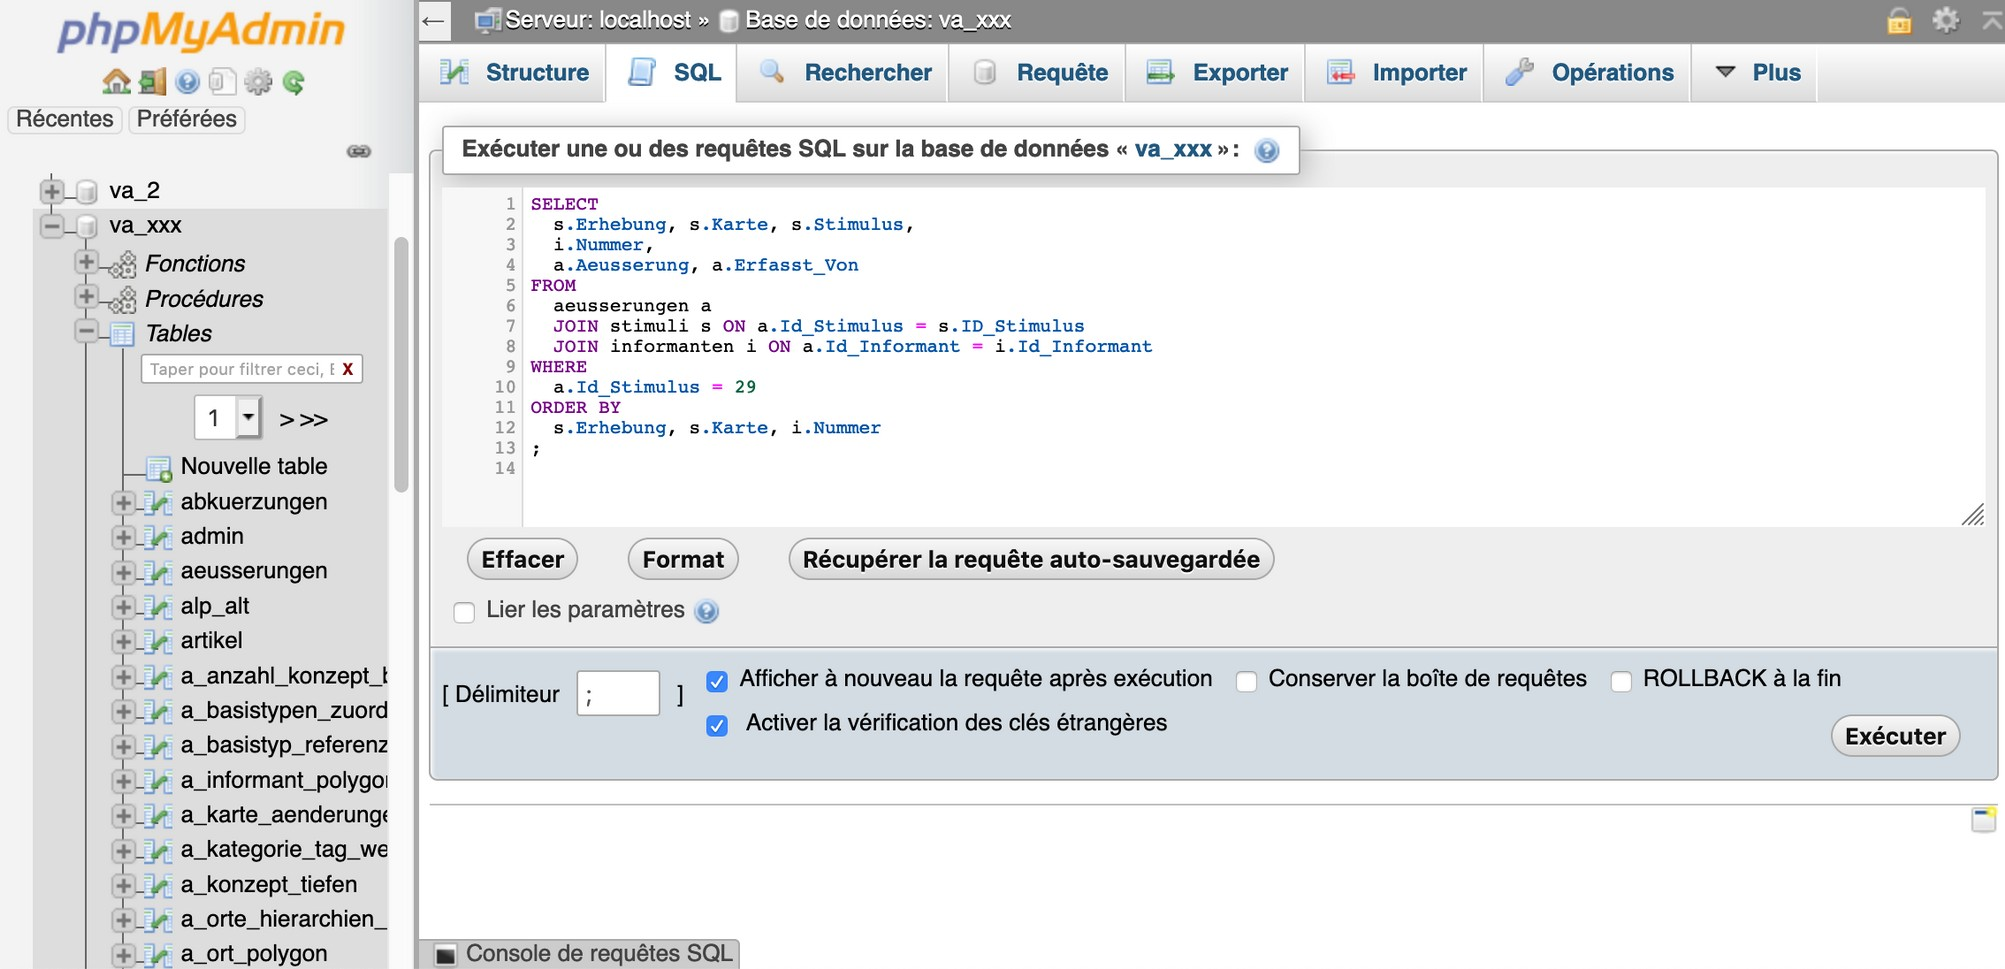 phpMyAdmin
Récentes
Préférées
va_2
va_xxx
Fonctions
Procédures
Tables
Taper pour filtrer ceci, E X
1 > >>
Nouvelle table
abkuerzungen
admin
aeusserungen
alp_alt
artikel
a_anzahl_konzept_b
a_basistypen_zuord
a_basistyp_referenz
a_informant_polygon
a_karte_aenderunge
a_kategorie_tag_we
a_konzept_tiefen
a_orte_hierarchien_
a_ort_polygon
Serveur: localhost » Base de données: va_xxx
Structure
SQL
Rechercher
Requête
Exporter
Importer
Opérations
Plus
Exécuter une ou des requêtes SQL sur la base de données « va_xxx » :
1 SELECT
2 s.Erhebung, s.Karte, s.Stimulus,
3 i.Nummer,
4 a.Aeusserung, a.Erfasst_Von
5 FROM
6 aeusserungen a
7 JOIN stimuli s ON a.Id_Stimulus = s.ID_Stimulus
8 JOIN informanten i ON a.Id_Informant = i.Id_Informant
9 WHERE
10 a.Id_Stimulus = 29
11 ORDER BY
12 s.Erhebung, s.Karte, i.Nummer
13 ;
14
Effacer
Format
Récupérer la requête auto-sauvegardée
Lier les paramètres
[ Délimiteur ; ]
Afficher à nouveau la requête après exécution
Conserver la boîte de requêtes
ROLLBACK à la fin
Activer la vérification des clés étrangères
Exécuter
Console de requêtes SQL